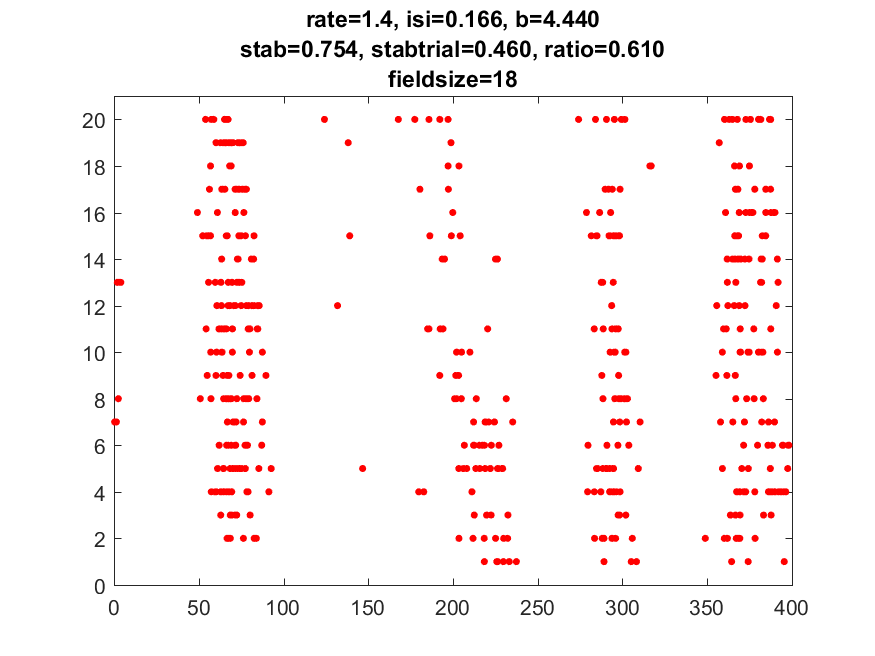 rate=1.4, isi=0.166, b=4.440
stab=0.754, stabtrial=0.460, ratio=0.610
fieldsize=18
20
18
16
14
12
10
8
6
4
2
0
0 50 100 150 200 250 300 350 400